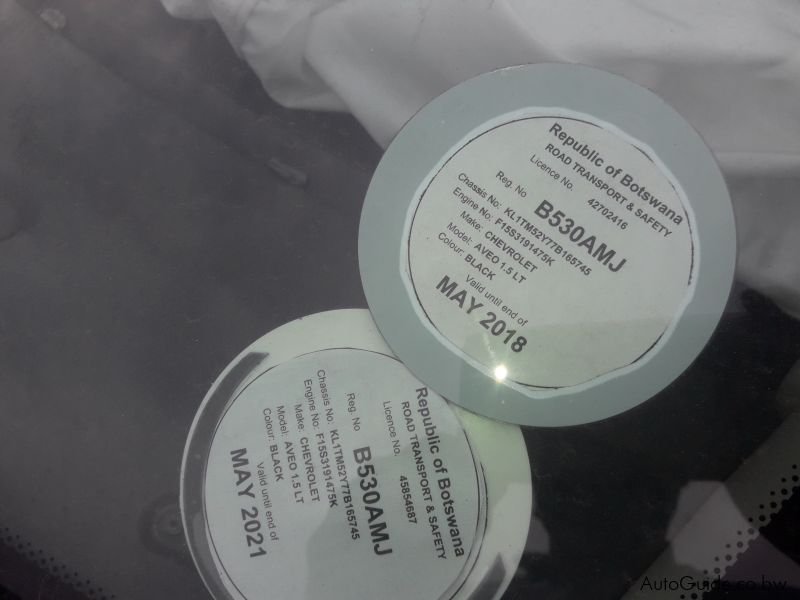 Republic of Botswana
ROAD TRANSPORT & SAFETY
Licence No. 42702416
Reg. No B530AMJ
Chassis No: KL1TM52Y77B165745
Engine No: F15S3191475K
Make: CHEVROLET
Model: AVEO 1.5 LT
Colour: BLACK
Valid until end of
MAY 2018
Republic of Botswana
ROAD TRANSPORT & SAFETY
Licence No. 45854687
Reg. No B530AMJ
Chassis No: KL1TM52Y77B165745
Engine No: F15S3191475K
Make: CHEVROLET
Model: AVEO 1.5 LT
Colour: BLACK
Valid until end of
MAY 2021
AutoGuide.co.bw